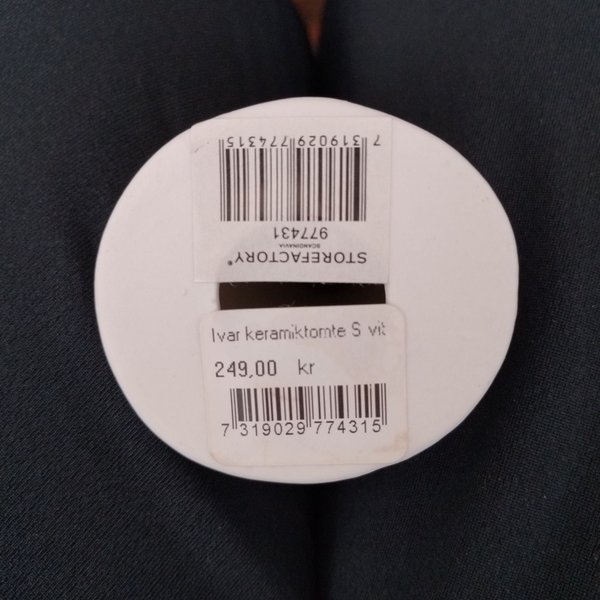 7 319029 774315
977431
SCANDINAVIA
STOREFACTORY®
Ivar keramiktomte S vit
249,00 kr
7 319029 774315